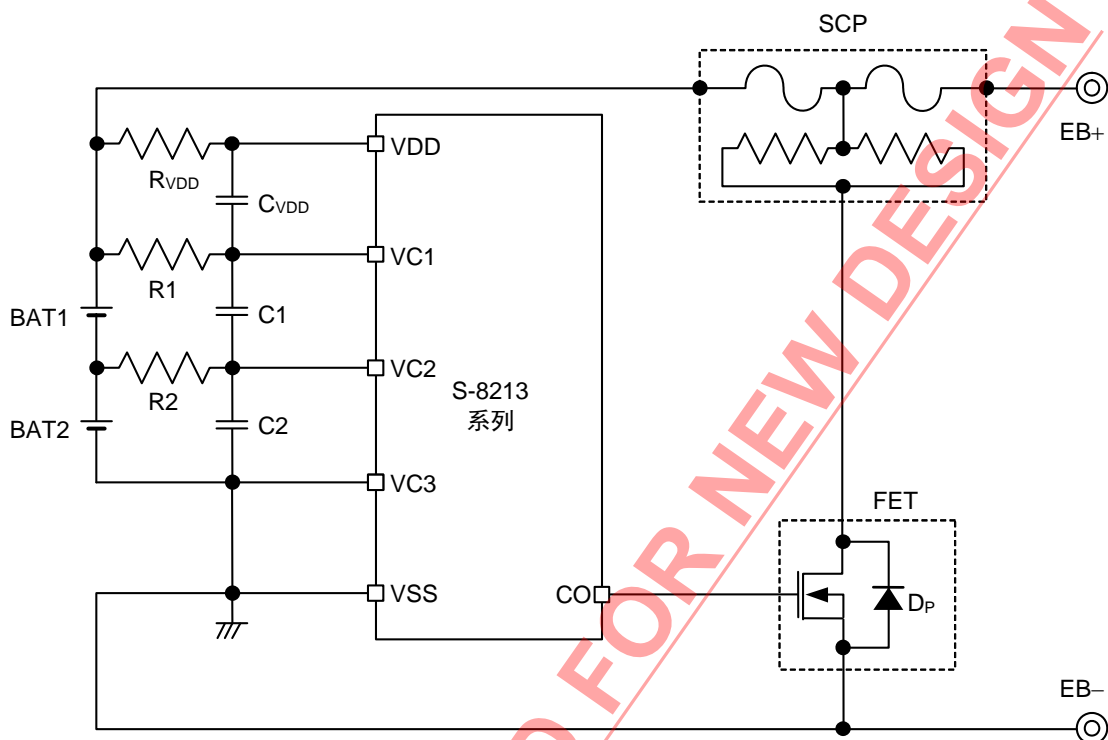 SCP
EB+
VDD
RVDD
CVDD
VC1
R1
C1
BAT1
VC2
R2
S-8213
系列
BAT2
C2
VC3
FET
VSS
CO
DP
EB−
FOR NEW DESIGN